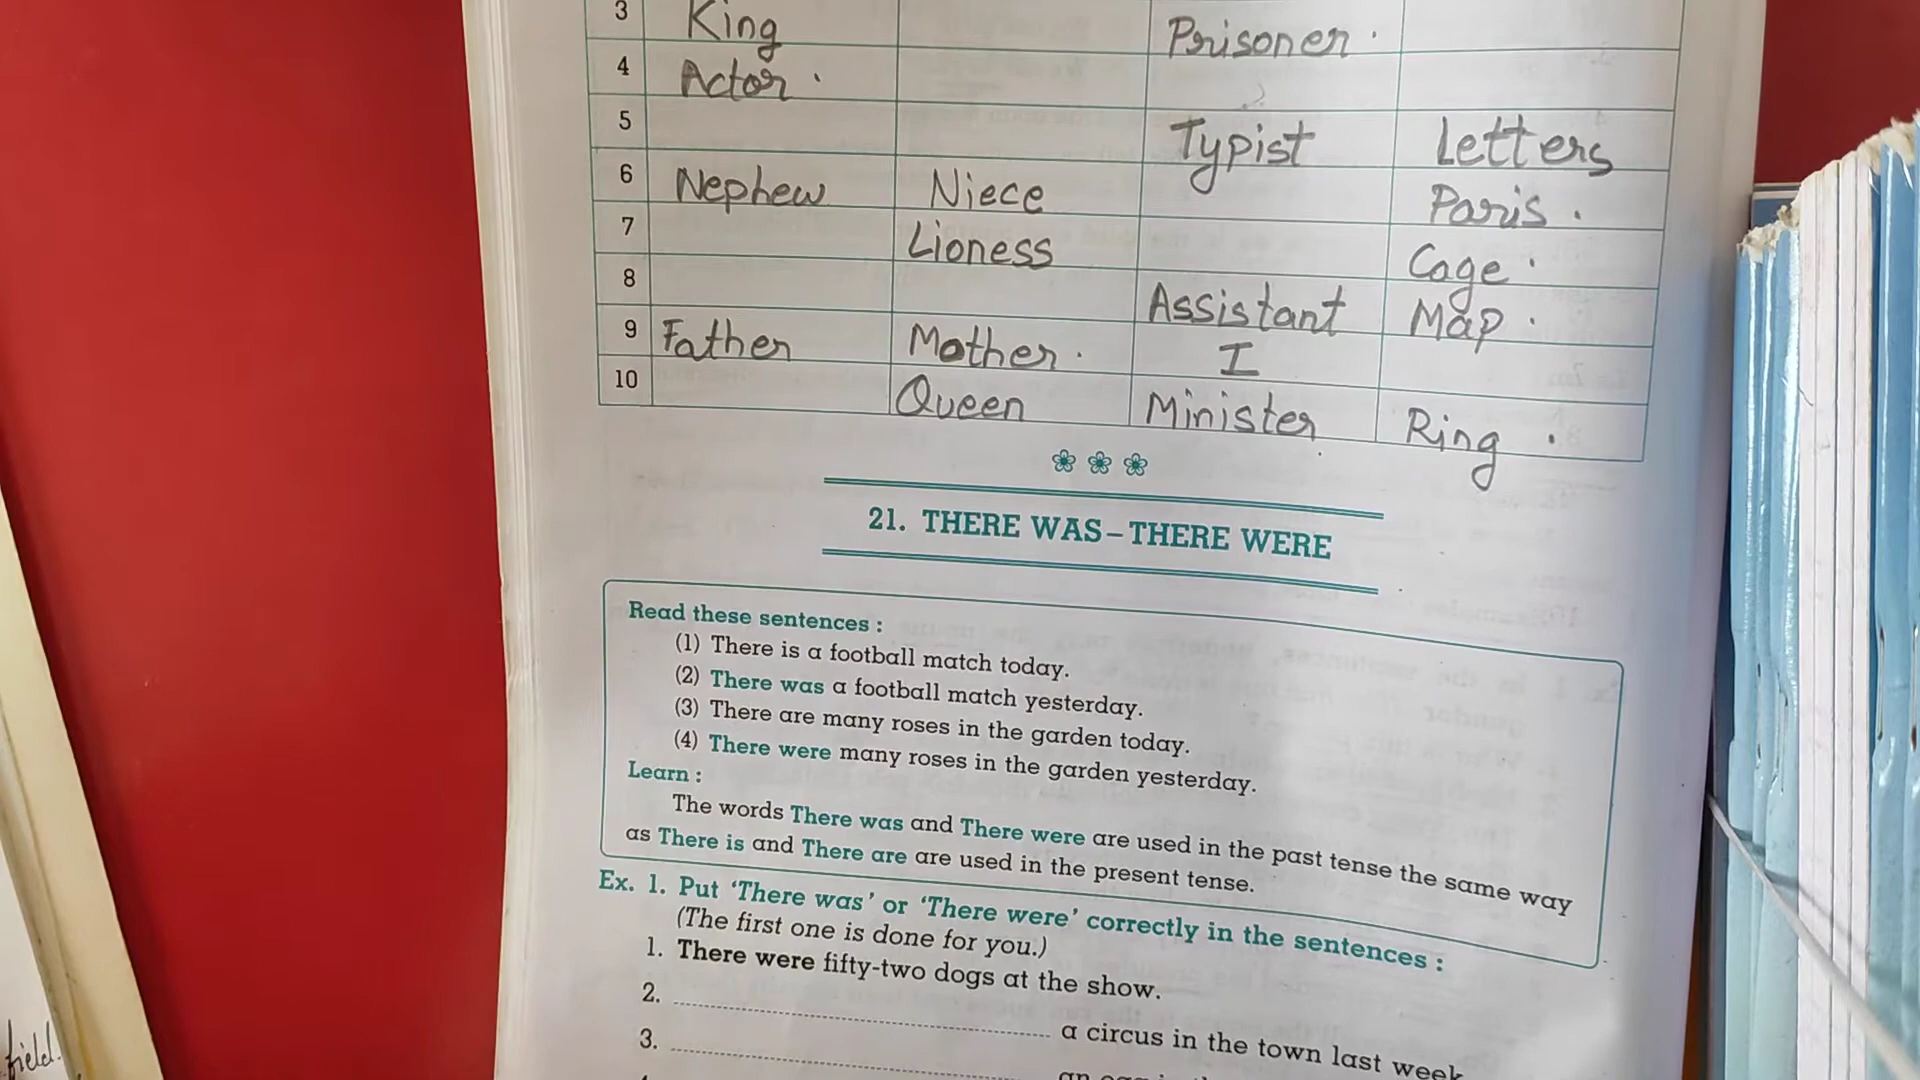 3 King Prisoner.
4 Actor.
5 Typist Letters
6 Nephew Niece Paris.
7 Lioness Cage.
8 Assistant Map.
9 Father Mother. I
10 Queen Minister Ring.
21. THERE WAS–THERE WERE
Read these sentences :
(1) There is a football match today.
(2) There was a football match yesterday.
(3) There are many roses in the garden today.
(4) There were many roses in the garden yesterday.
Learn :
The words There was and There were are used in the past tense the same way
as There is and There are are used in the present tense.
Ex. 1. Put ‘There was’ or ‘There were’ correctly in the sentences :
(The first one is done for you.)
1. There were fifty-two dogs at the show.
2. a circus in the town last week
3. an
field.